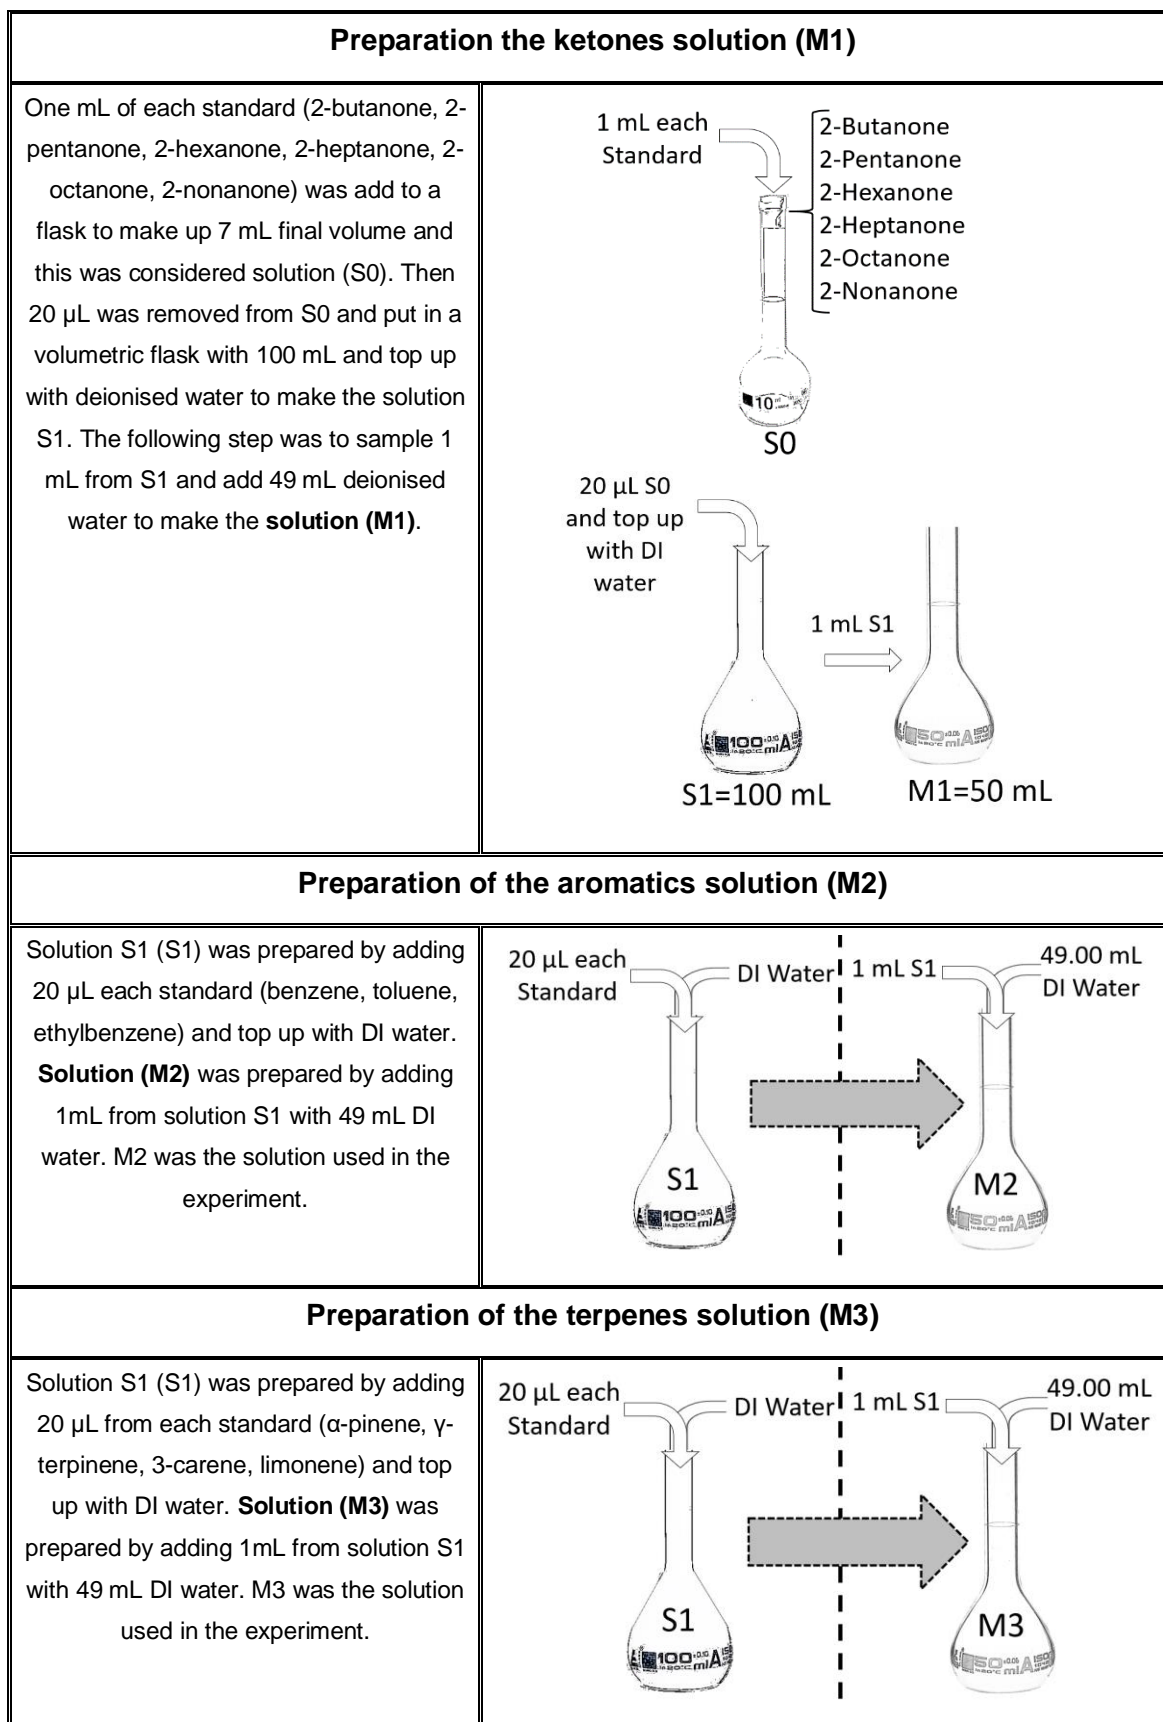 Preparation the ketones solution (M1)
One mL of each standard (2-butanone, 2-
pentanone, 2-hexanone, 2-heptanone, 2-
octanone, 2-nonanone) was add to a
flask to make up 7 mL final volume and
this was considered solution (S0). Then
20 µL was removed from S0 and put in a
volumetric flask with 100 mL and top up
with deionised water to make the solution
S1. The following step was to sample 1
mL from S1 and add 49 mL deionised
water to make the solution (M1).
1 mL each
Standard
2-Butanone
2-Pentanone
2-Hexanone
2-Heptanone
2-Octanone
2-Nonanone
10
S0
20 µL S0
and top up
with DI
water
1 mL S1
100 mlA
50 mlA
S1=100 mL
M1=50 mL
Preparation of the aromatics solution (M2)
Solution S1 (S1) was prepared by adding
20 µL each standard (benzene, toluene,
ethylbenzene) and top up with DI water.
Solution (M2) was prepared by adding
1mL from solution S1 with 49 mL DI
water. M2 was the solution used in the
experiment.
20 µL each
Standard
DI Water
1 mL S1
49.00 mL
DI Water
S1
100 mlA
M2
50 mlA
Preparation of the terpenes solution (M3)
Solution S1 (S1) was prepared by adding
20 µL from each standard (α-pinene, γ-
terpinene, 3-carene, limonene) and top
up with DI water. Solution (M3) was
prepared by adding 1mL from solution S1
with 49 mL DI water. M3 was the solution
used in the experiment.
20 µL each
Standard
DI Water
1 mL S1
49.00 mL
DI Water
S1
100 mlA
M3
50 mlA